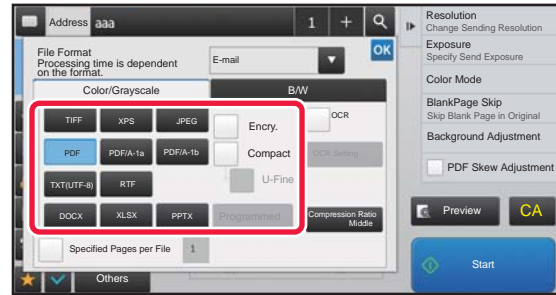 Address aaa 1 +
File Format
Processing time is dependent
on the format.
E-mail
OK
Color/Grayscale
B/W
TIFF XPS JPEG
Encry.
OCR
PDF PDF/A-1a PDF/A-1b
Compact
OCR Setting
TXT(UTF-8) RTF
U-Fine
DOCX XLSX PPTX
Programmed
Compression Ratio
Middle
Specified Pages per File 1
Others
Resolution
Change Sending Resolution
Exposure
Specify Send Exposure
Color Mode
BlankPage Skip
Skip Blank Page in Original
Background Adjustment
PDF Skew Adjustment
Preview
CA
Start